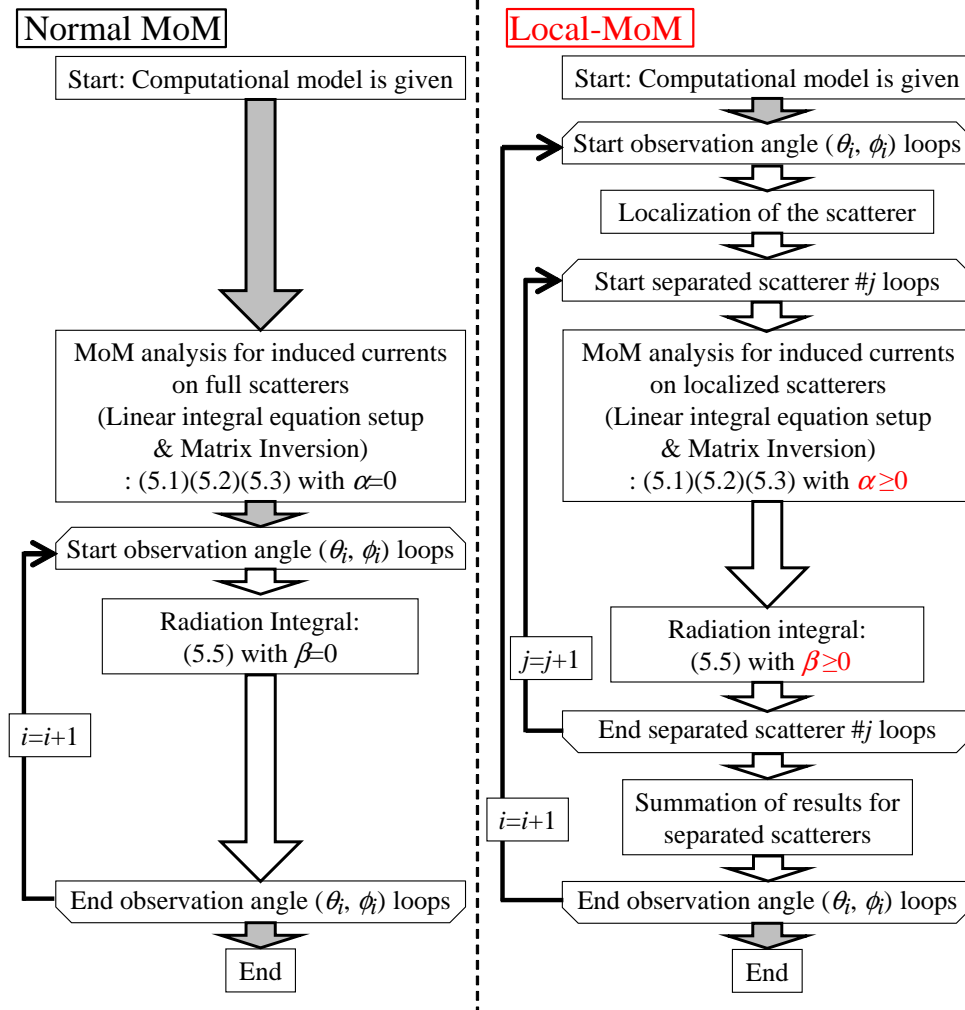 Normal MoM
Start: Computational model is given
MoM analysis for induced currents
on full scatterers
(Linear integral equation setup
& Matrix Inversion)
: (5.1)(5.2)(5.3) with α=0
Start observation angle (θi, ϕi) loops
Radiation Integral:
(5.5) with β=0
i=i+1
End observation angle (θi, ϕi) loops
End
Local-MoM
Start: Computational model is given
Start observation angle (θi, ϕi) loops
Localization of the scatterer
Start separated scatterer #j loops
MoM analysis for induced currents
on localized scatterers
(Linear integral equation setup
& Matrix Inversion)
: (5.1)(5.2)(5.3) with α≥0
Radiation integral:
(5.5) with β≥0
j=j+1
End separated scatterer #j loops
Summation of results for
separated scatterers
i=i+1
End observation angle (θi, ϕi) loops
End